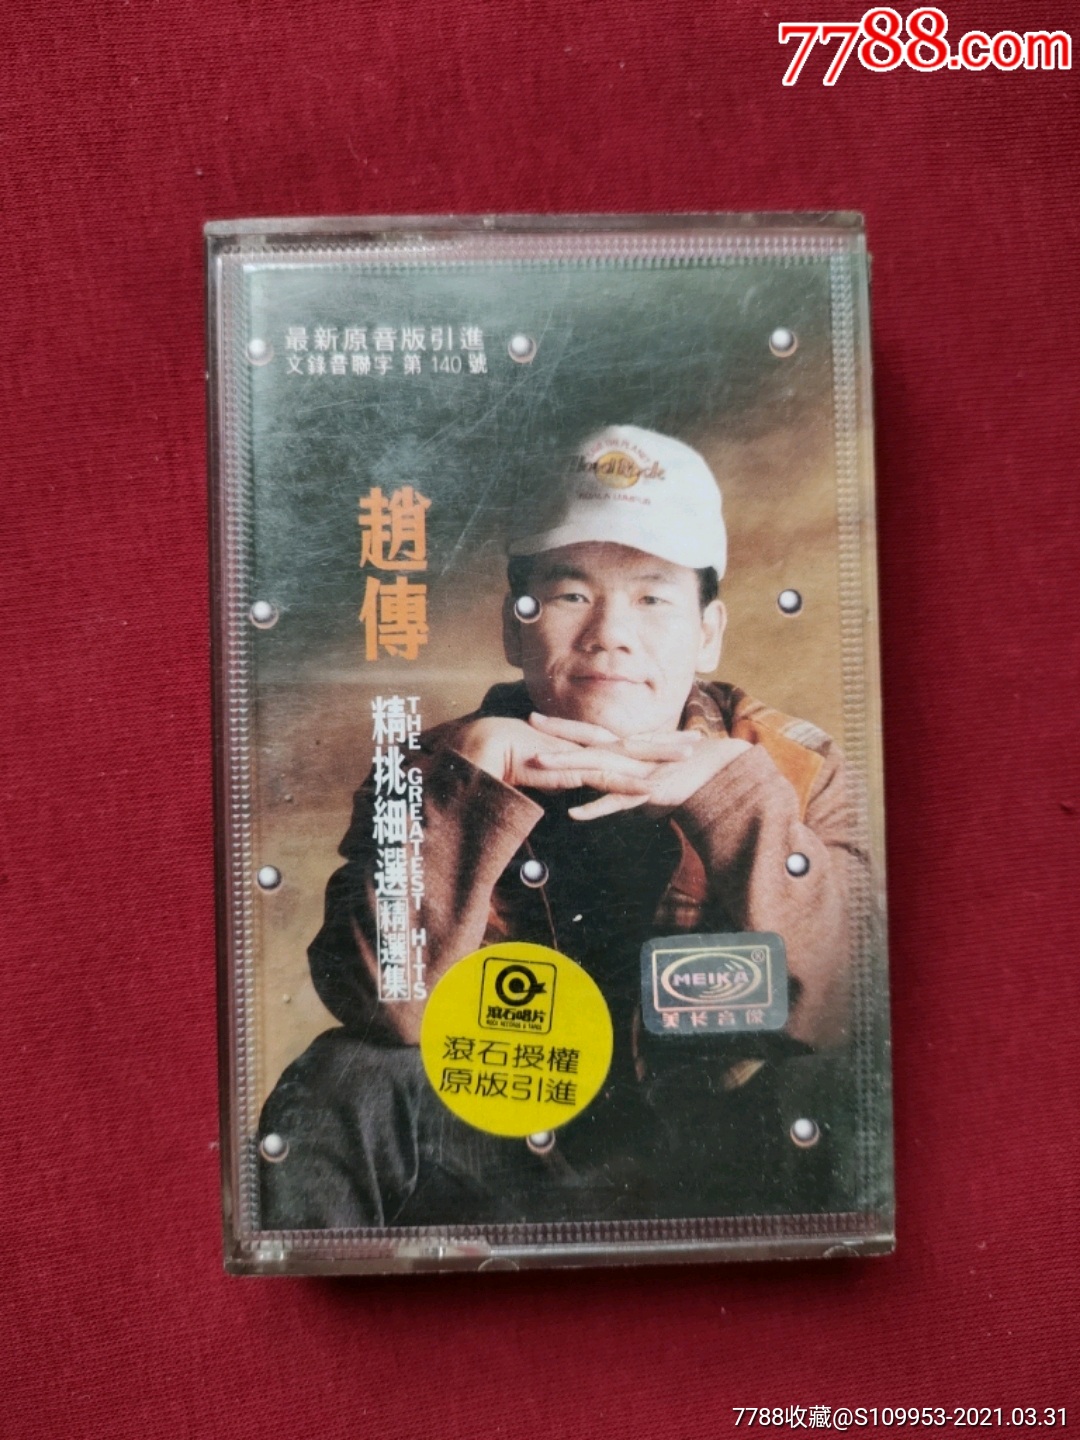 7788.com
最新原音版引進
文錄音聯字 第 140 號
Hard Rock
趙傳
精挑細選 精選集
THE GREATEST HITS
滾石唱片
滾石授權
原版引進
MEIKA
美卡音像
7788收藏@S109953-2021.03.31